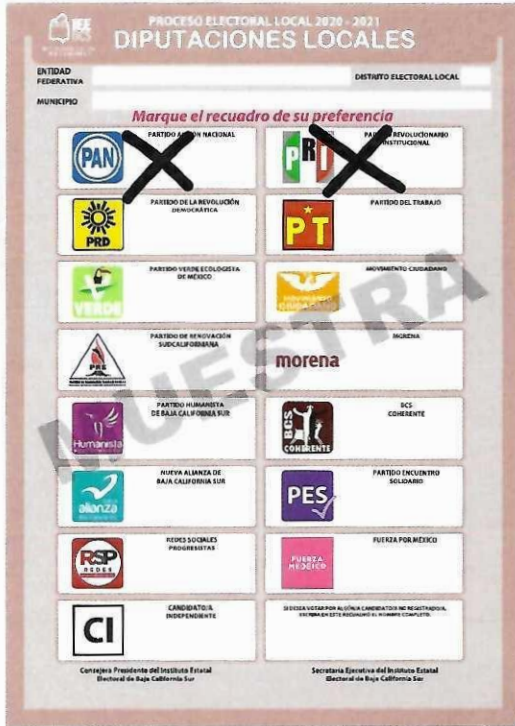 IEE
BCS
PROCESO ELECTORAL LOCAL 2020 - 2021
DIPUTACIONES LOCALES
ENTIDAD
FEDERATIVA
DISTRITO ELECTORAL LOCAL
MUNICIPIO
Marque el recuadro de su preferencia
PAN
PARTIDO ACCIÓN NACIONAL
PRI
PARTIDO REVOLUCIONARIO
INSTITUCIONAL
PRD
PARTIDO DE LA REVOLUCIÓN
DEMOCRÁTICA
PT
PARTIDO DEL TRABAJO
VERDE
PARTIDO VERDE ECOLOGISTA
DE MÉXICO
MOVIMIENTO
CIUDADANO
MOVIMIENTO CIUDADANO
PRS
PARTIDO DE RENOVACIÓN
SUDCALIFORNIANA
morena
MORENA
Humanista
PARTIDO HUMANISTA
DE BAJA CALIFORNIA SUR
BCS
COHERENTE
BCS
COHERENTE
alianza
NUEVA ALIANZA DE
BAJA CALIFORNIA SUR
PES
PARTIDO ENCUENTRO
SOLIDARIO
RSP
REDES
REDES SOCIALES
PROGRESISTAS
FUERZA
MÉXICO
FUERZA POR MÉXICO
CI
CANDIDATO/A
INDEPENDIENTE
SI DESEA VOTAR POR ALGÚN/A CANDIDATO/A NO REGISTRADO/A,
ESCRIBA EN ESTE RECUADRO EL NOMBRE COMPLETO.
MUESTRA
Consejera Presidente del Instituto Estatal
Electoral de Baja California Sur
Secretaria Ejecutiva del Instituto Estatal
Electoral de Baja California Sur